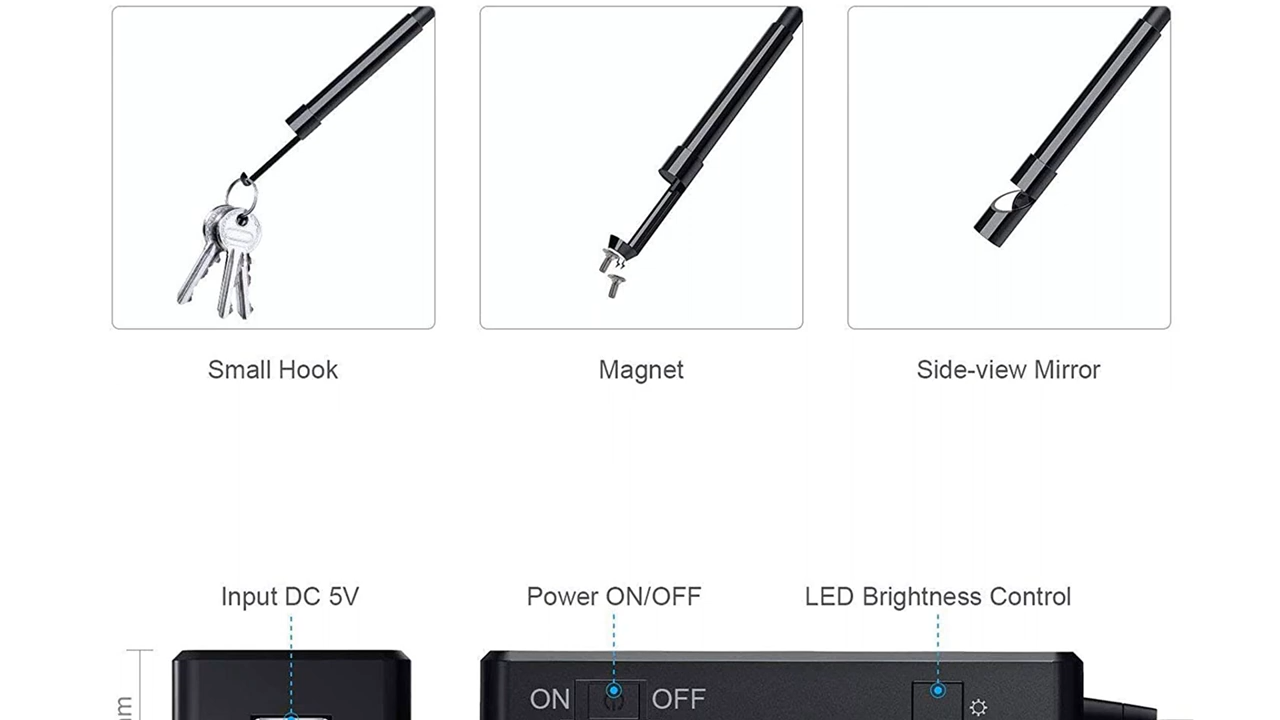 Small Hook
Magnet
Side-view Mirror
Input DC 5V
Power ON/OFF
LED Brightness Control
ON
OFF